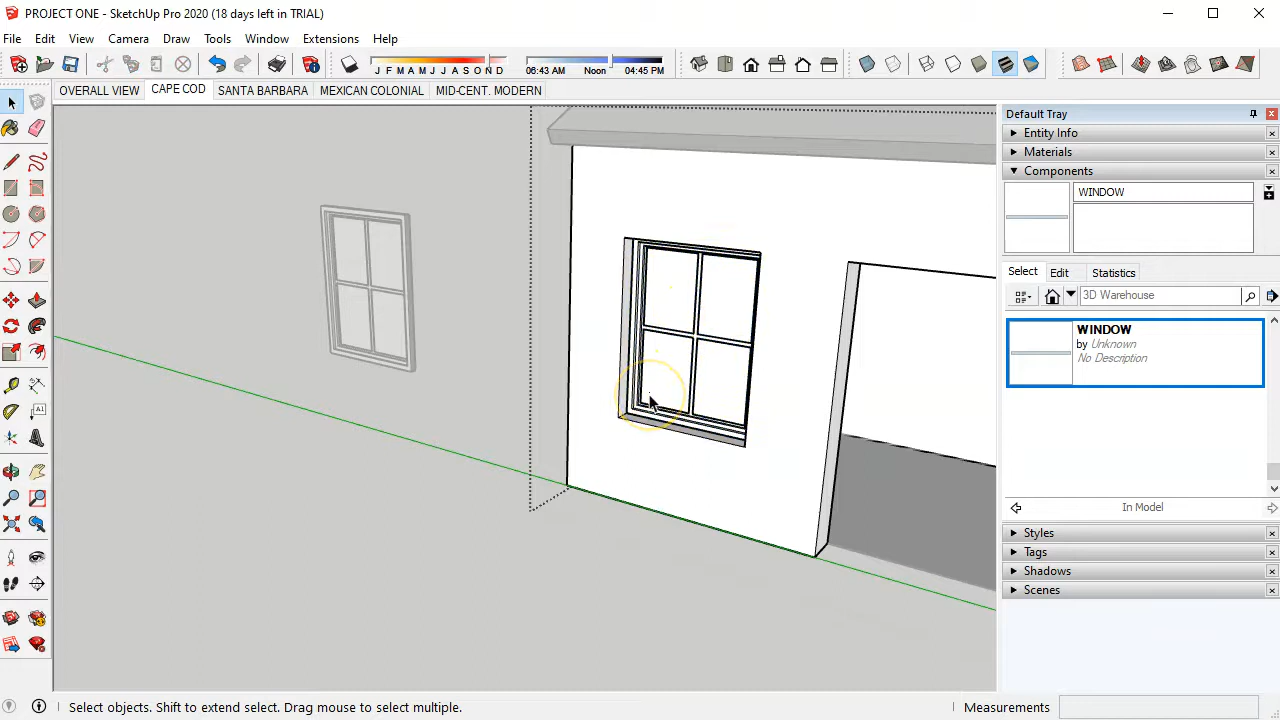 PROJECT ONE - SketchUp Pro 2020 (18 days left in TRIAL)
File Edit View Camera Draw Tools Window Extensions Help
J F M A M J J A S O N D
06:43 AM Noon 04:45 PM
OVERALL VIEW CAPE COD SANTA BARBARA MEXICAN COLONIAL MID-CENT. MODERN
Default Tray
Entity Info
Materials
Components
WINDOW
Select Edit Statistics
3D Warehouse
WINDOW
by Unknown
No Description
In Model
Styles
Tags
Shadows
Scenes
A1
Select objects. Shift to extend select. Drag mouse to select multiple.
Measurements